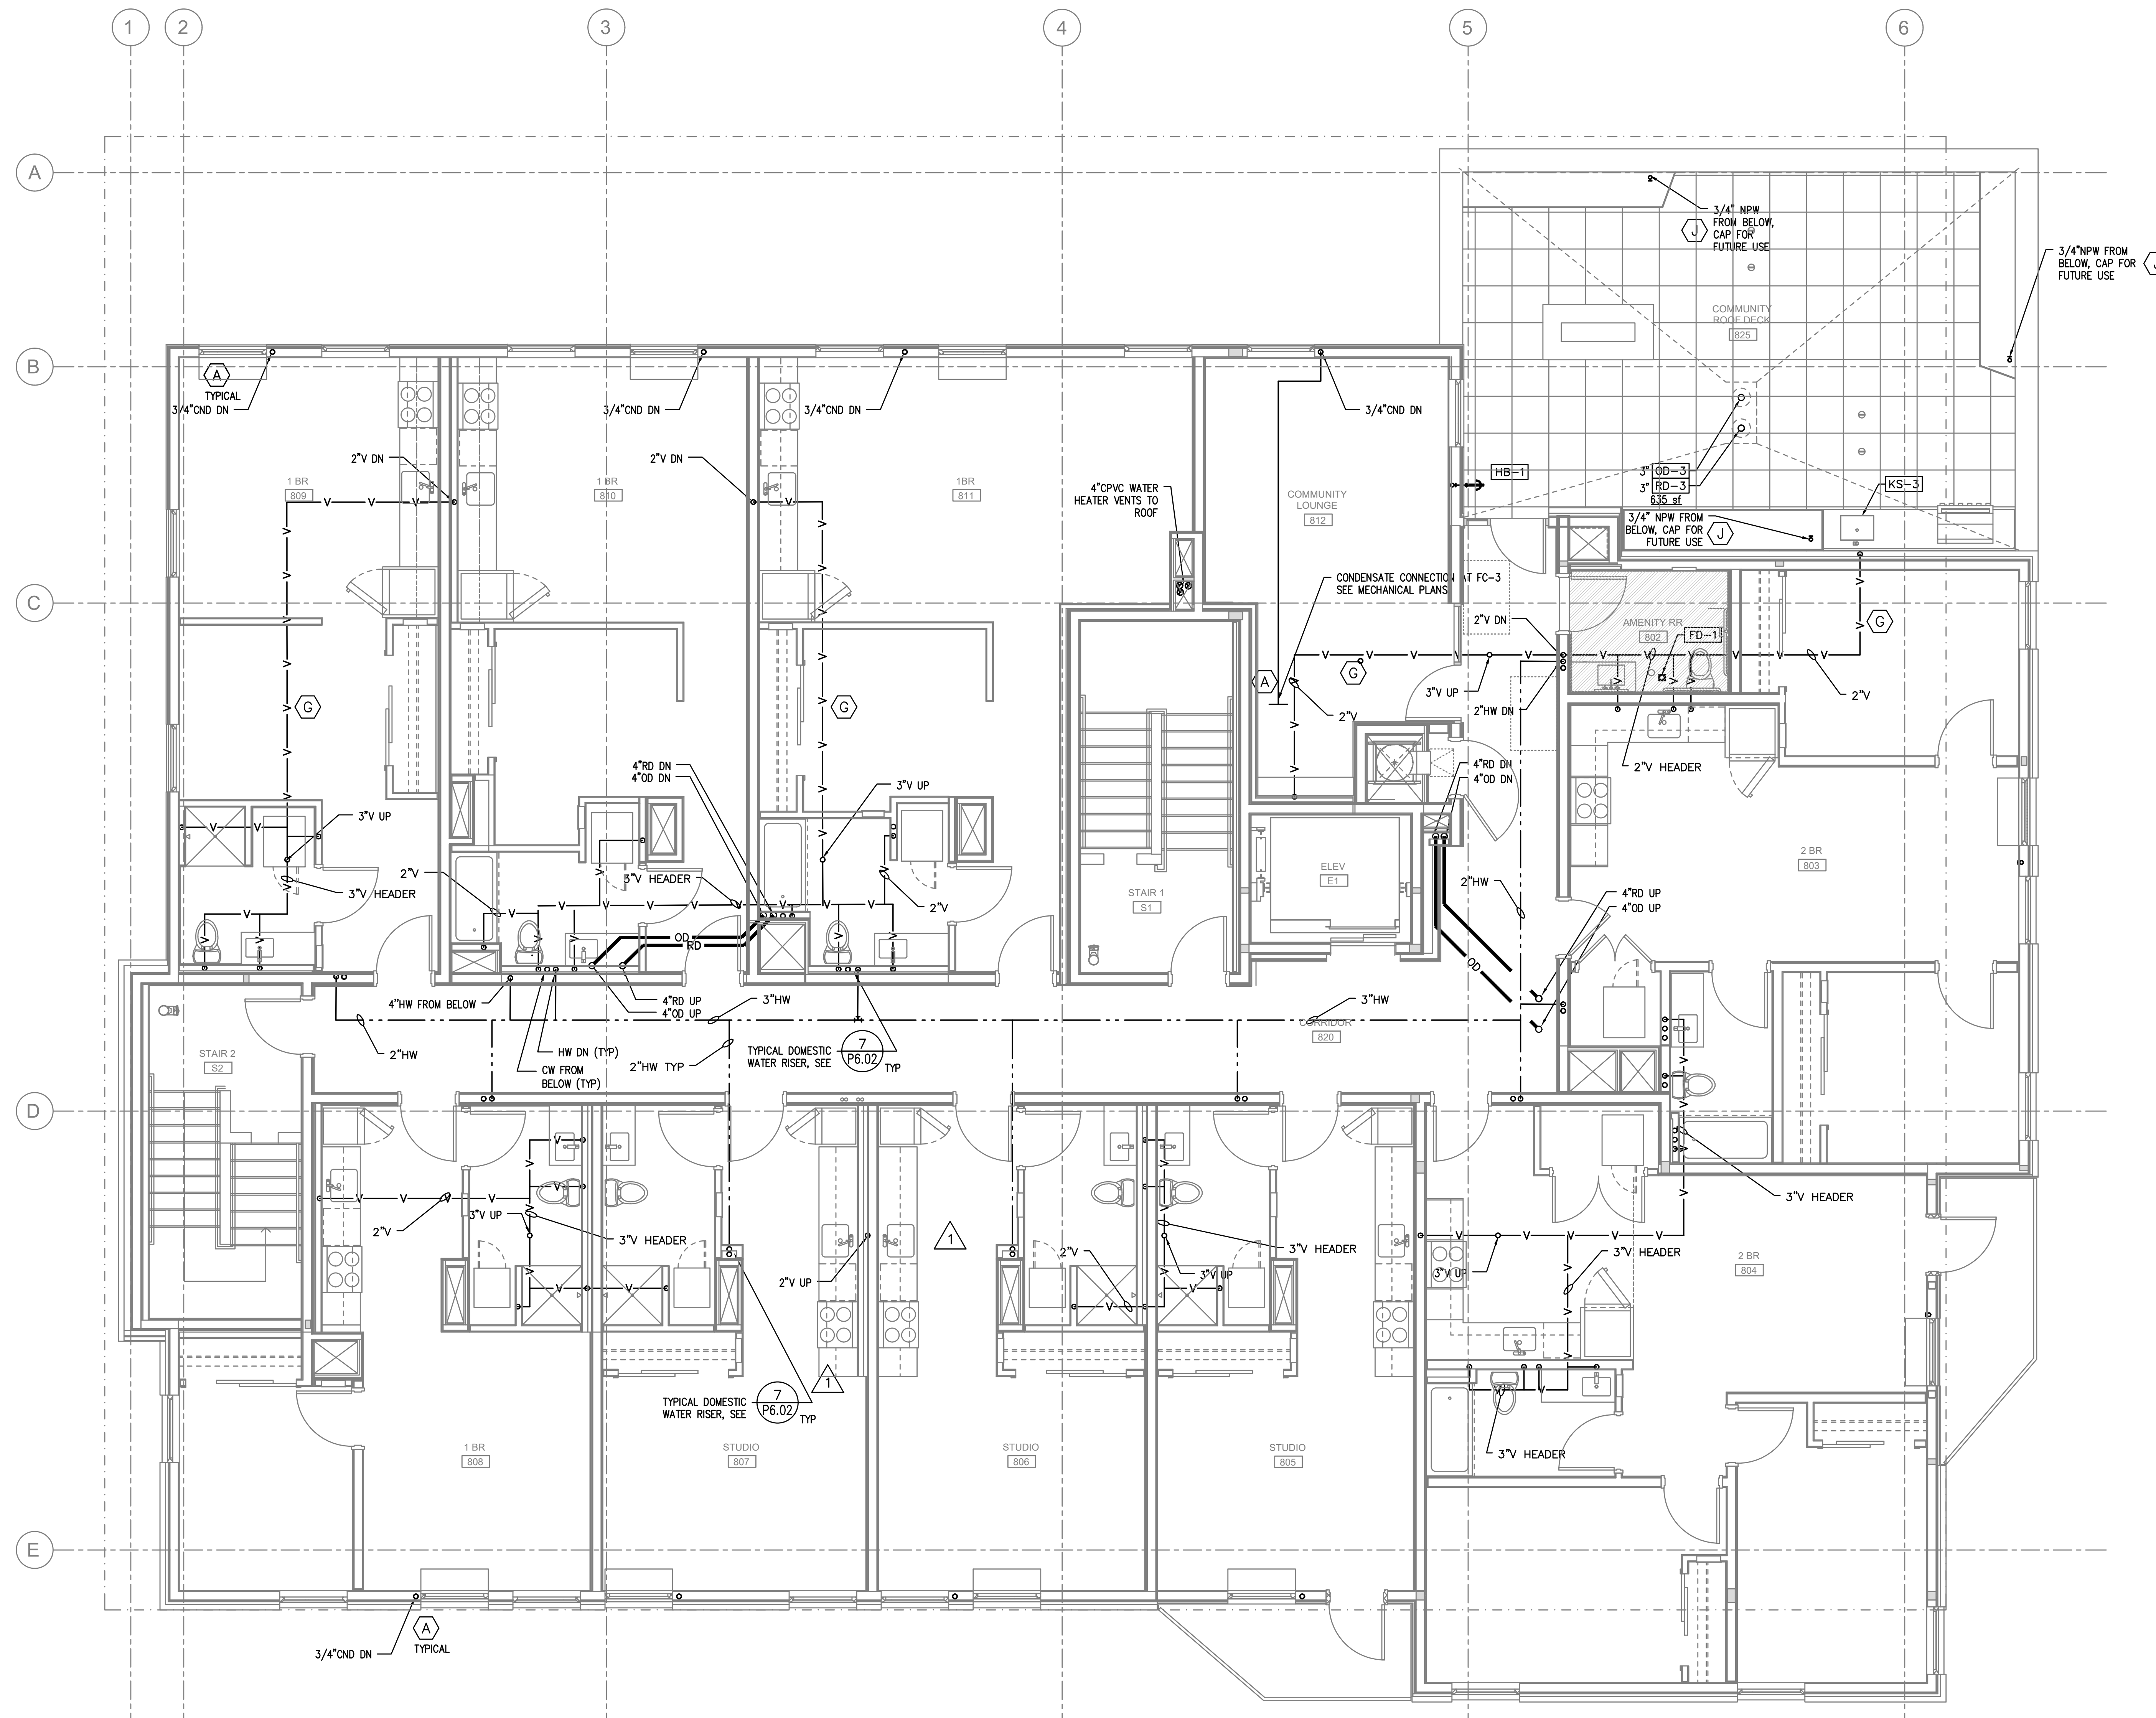 1
2
3
4
5
6
A
B
C
D
E
3/4" NPW
FROM BELOW,
CAP FOR
FUTURE USE
J
3/4"NPW FROM
BELOW, CAP FOR
FUTURE USE
COMMUNITY
ROOF DECK
825
A
TYPICAL
3/4"CND DN
3/4"CND DN
3/4"CND DN
3/4"CND DN
2"V DN
2"V DN
1 BR
809
1 BR
810
1BR
811
4"CPVC WATER
HEATER VENTS TO
ROOF
COMMUNITY
LOUNGE
812
HB-1
3" OD-3
3" RD-3
635 sf
KS-3
3/4" NPW FROM
BELOW, CAP FOR
FUTURE USE
J
CONDENSATE CONNECTION AT FC-3
SEE MECHANICAL PLANS
2"V DN
AMENITY RR
802
FD-1
G
G
G
A
G
3"V UP
2"HW DN
2"V
2"V
2"V HEADER
4"RD DN
4"OD DN
3"V UP
4"RD DN
4"OD DN
3"V UP
3"V HEADER
2"V
3"V HEADER
2"V
OD
RD
STAIR 1
S1
ELEV
E1
2"HW
2 BR
803
4"RD UP
4"OD UP
OD
4"HW FROM BELOW
4"RD UP
4"OD UP
3"HW
3"HW
CORRIDOR
820
STAIR 2
S2
2"HW
HW DN (TYP)
CW FROM
BELOW (TYP)
2"HW TYP
TYPICAL DOMESTIC
WATER RISER, SEE
7
P6.02
TYP
2"V
3"V UP
3"V HEADER
2"V UP
1
2"V
3"V UP
3"V HEADER
3"V UP
3"V HEADER
3"V HEADER
2 BR
804
TYPICAL DOMESTIC
WATER RISER, SEE
7
P6.02
TYP
1
3"V HEADER
1 BR
808
STUDIO
807
STUDIO
806
STUDIO
805
A
TYPICAL
3/4"CND DN